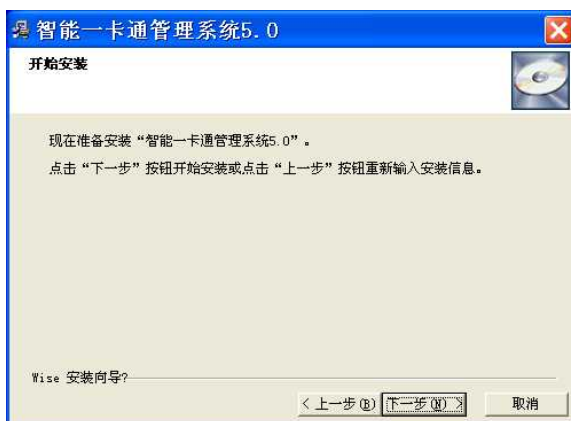 智能一卡通管理系统5.0
开始安装
现在准备安装“智能一卡通管理系统5.0”。
点击“下一步”按钮开始安装或点击“上一步”按钮重新输入安装信息。
Wise 安装向导?
< 上一步(B) 下一步(N) > 取消